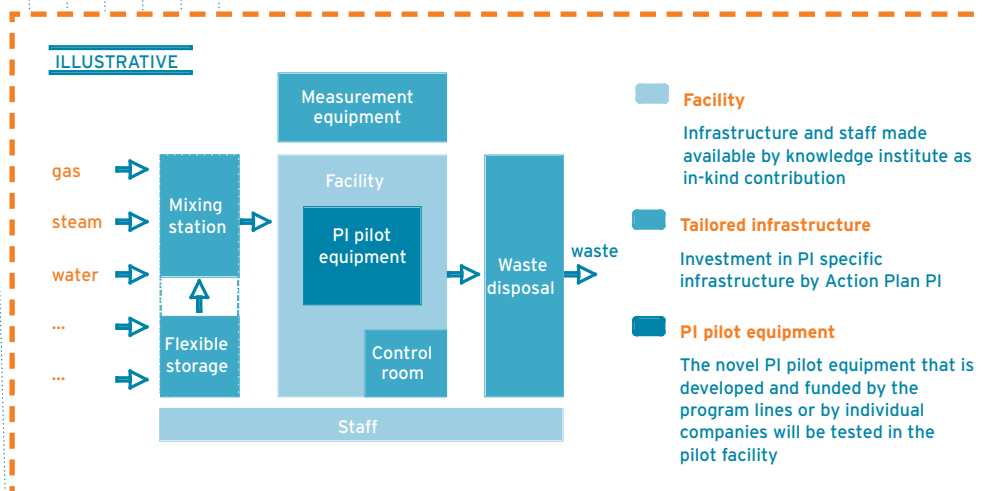 ILLUSTRATIVE
Measurement
equipment
gas
steam
water
...
...
Mixing
station
Flexible
storage
Facility
PI pilot
equipment
Control
room
Waste
disposal
waste
Staff
Facility
Infrastructure and staff made
available by knowledge institute as
in-kind contribution
Tailored infrastructure
Investment in PI specific
infrastructure by Action Plan PI
PI pilot equipment
The novel PI pilot equipment that is
developed and funded by the
program lines or by individual
companies will be tested in the
pilot facility